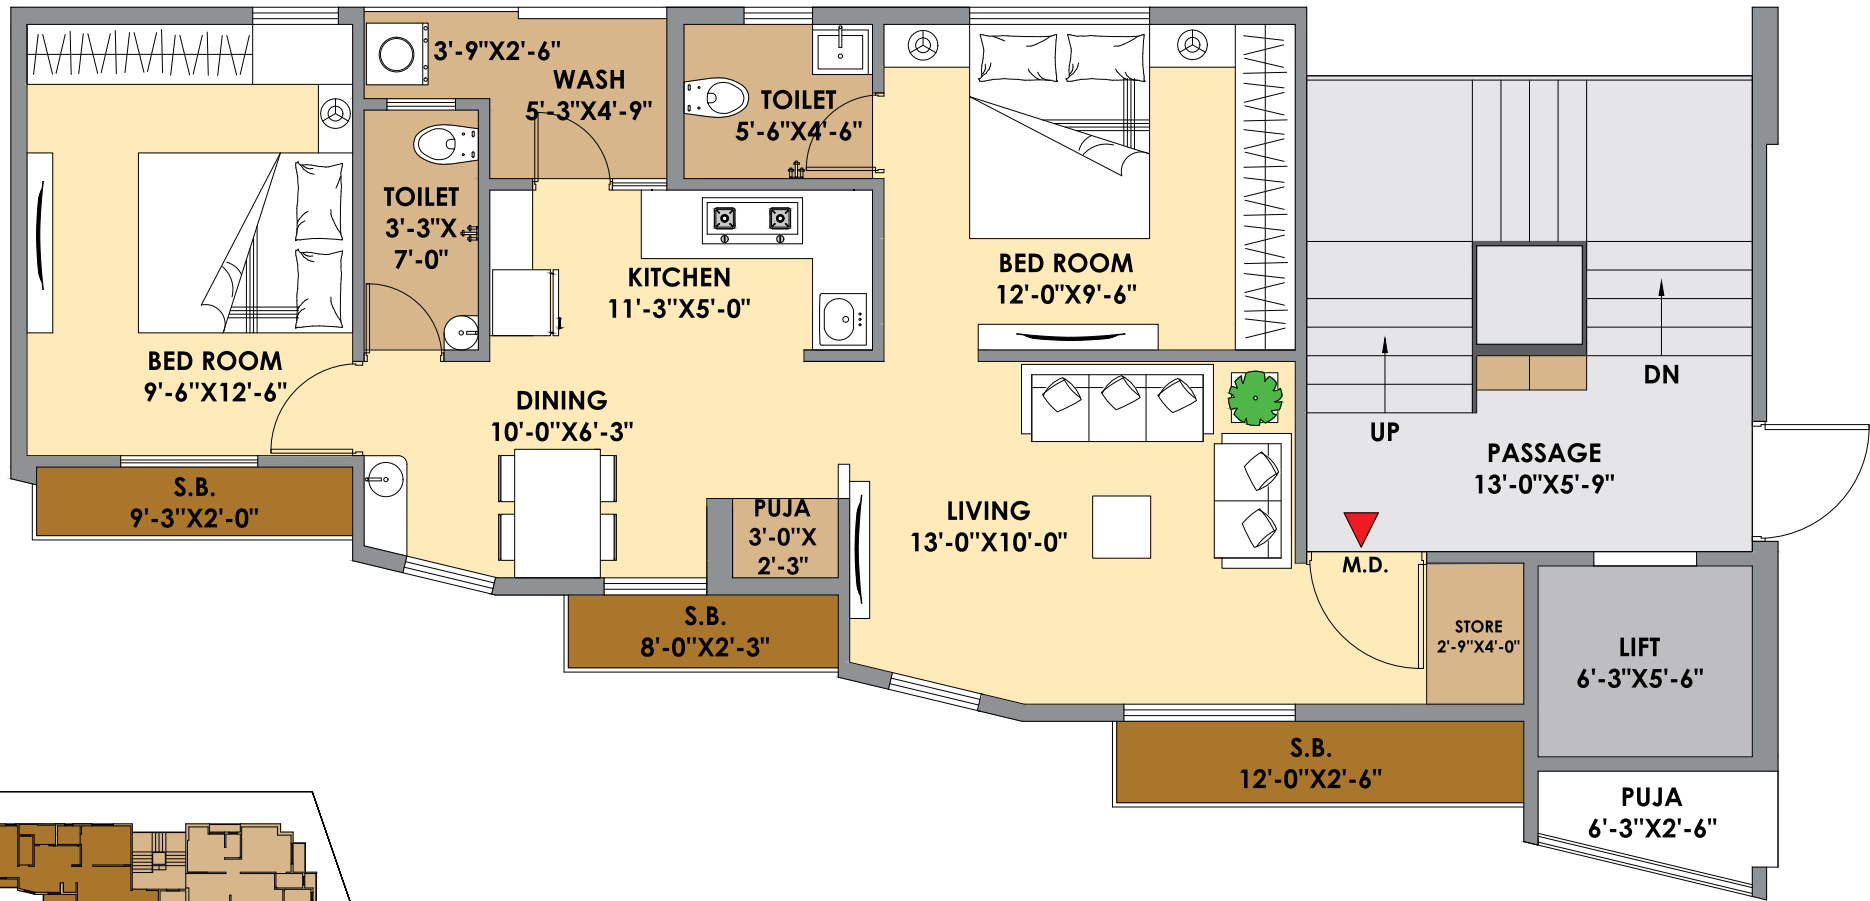 3'-9"X2'-6"
WASH
5'-3"X4'-9"
TOILET
5'-6"X4'-6"
TOILET
3'-3"X
7'-0"
KITCHEN
11'-3"X5'-0"
BED ROOM
12'-0"X9'-6"
BED ROOM
9'-6"X12'-6"
DINING
10'-0"X6'-3"
UP
DN
PASSAGE
13'-0"X5'-9"
S.B.
9'-3"X2'-0"
PUJA
3'-0"X
2'-3"
LIVING
13'-0"X10'-0"
M.D.
S.B.
8'-0"X2'-3"
STORE
2'-9"X4'-0"
LIFT
6'-3"X5'-6"
S.B.
12'-0"X2'-6"
PUJA
6'-3"X2'-6"